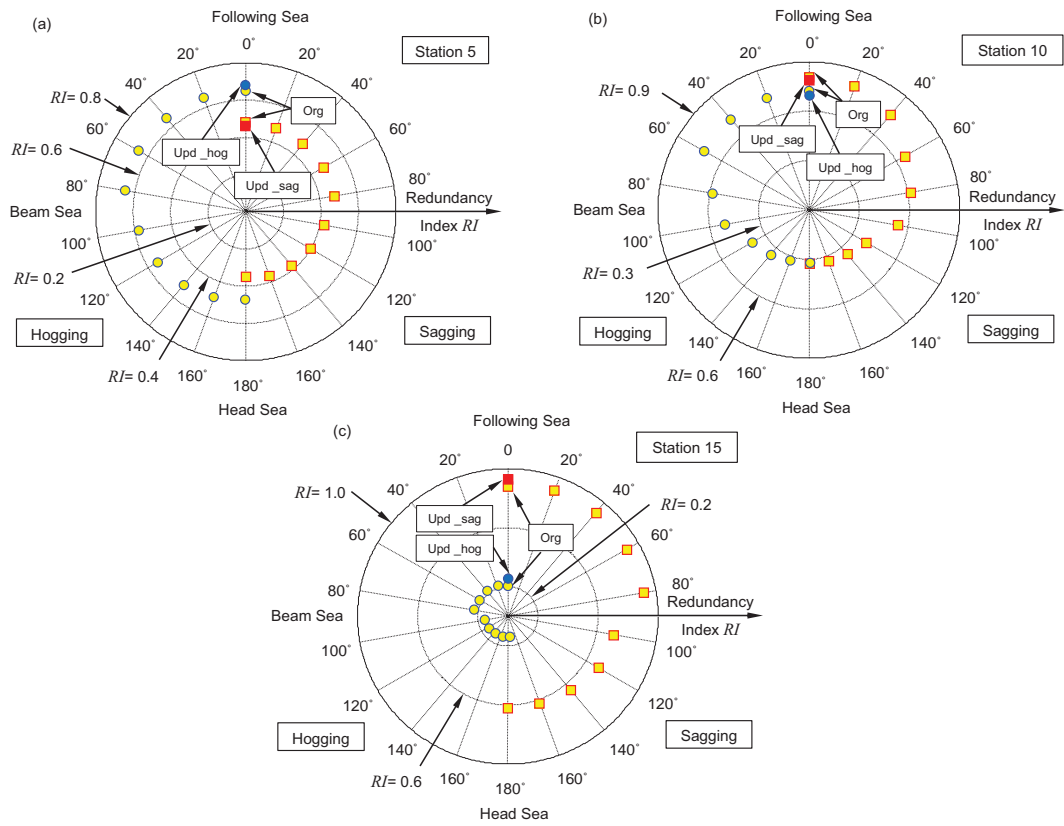 (a)
Following Sea
Station 5
0˚
20˚
20˚
40˚
40˚
60˚
60˚
80˚
80˚
100˚
100˚
120˚
120˚
140˚
140˚
160˚
160˚
180˚
RI= 0.8
RI= 0.6
RI= 0.2
RI= 0.4
Org
Upd _hog
Upd _sag
Beam Sea
Redundancy
Index RI
Hogging
Sagging
Head Sea
(b)
Following Sea
Station 10
0˚
20˚
20˚
40˚
40˚
60˚
60˚
80˚
80˚
100˚
100˚
120˚
120˚
140˚
140˚
160˚
160˚
180˚
RI= 0.9
RI= 0.3
RI= 0.6
Org
Upd _sag
Upd _hog
Beam Sea
Redundancy
Index RI
Hogging
Sagging
Head Sea
(c)
Following Sea
Station 15
0
20˚
20˚
40˚
40˚
60˚
60˚
80˚
80˚
100˚
100˚
120˚
120˚
140˚
140˚
160˚
160˚
180˚
RI= 1.0
RI= 0.2
RI= 0.6
Upd _sag
Upd _hog
Org
Beam Sea
Redundancy
Index RI
Hogging
Sagging
Head Sea